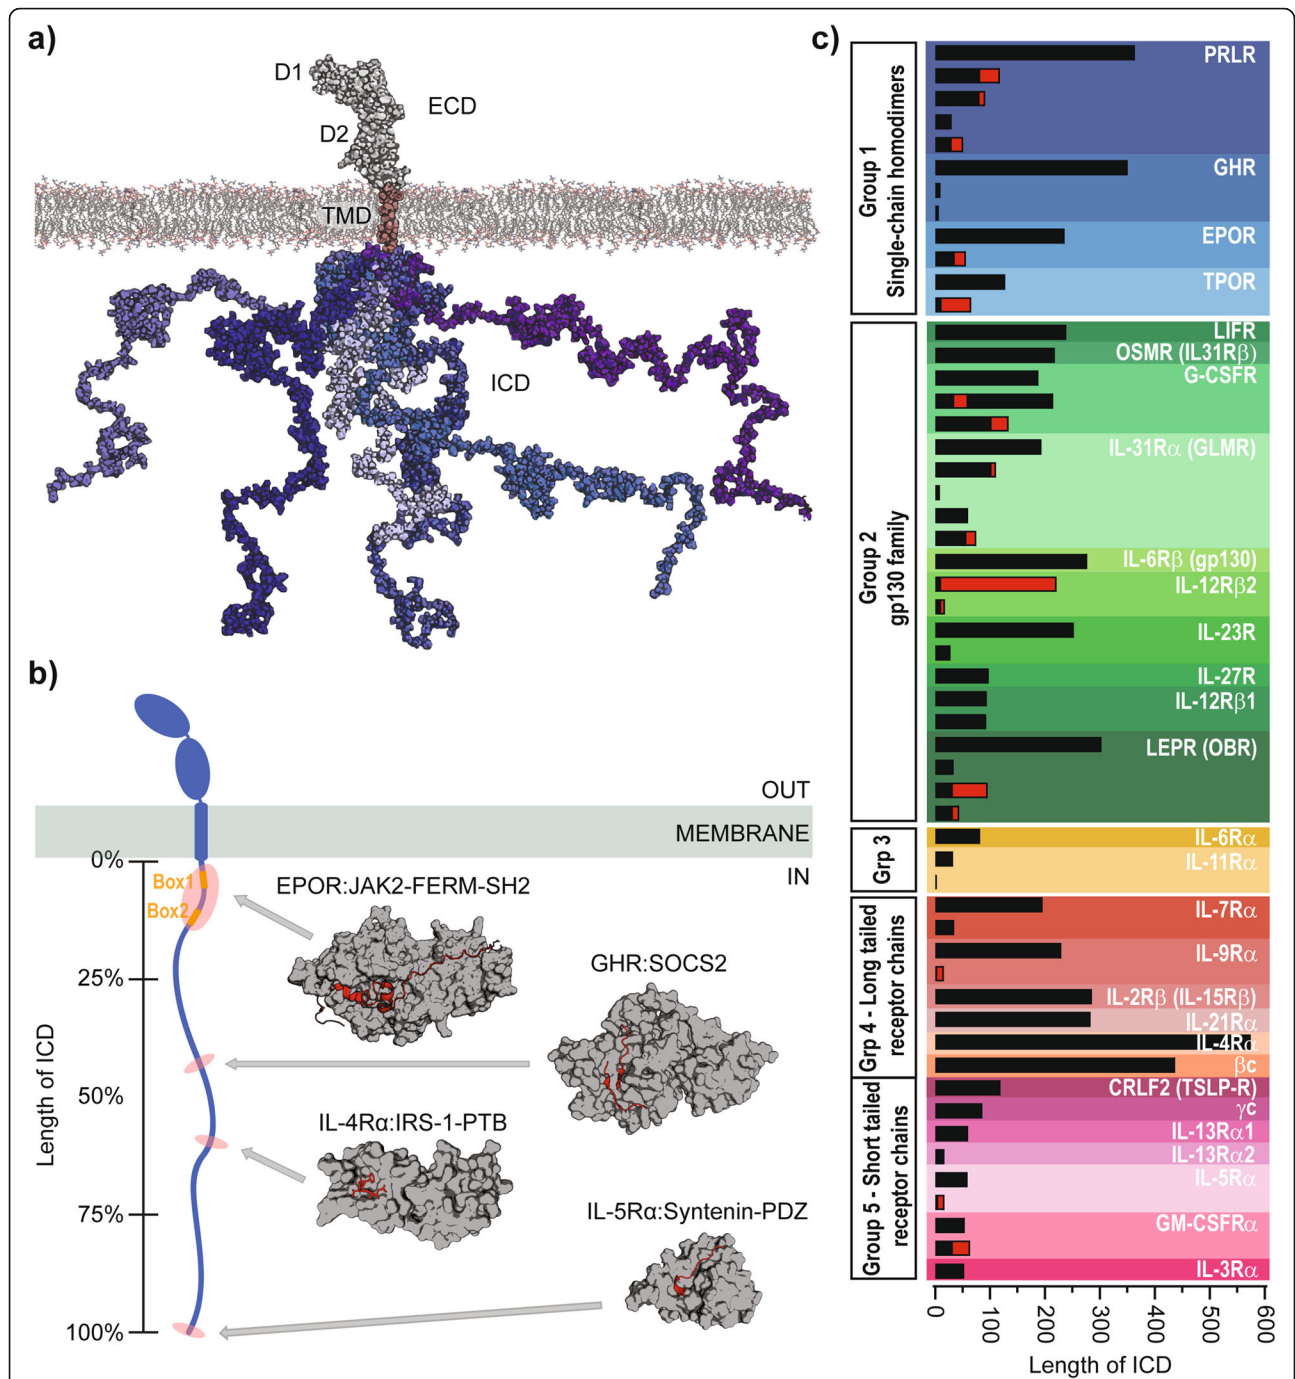 a)
D1
ECD
D2
TMD
ICD
b)
OUT
MEMBRANE
IN
0%
25%
50%
75%
100%
Length of ICD
Box1
Box2
EPOR:JAK2-FERM-SH2
GHR:SOCS2
IL-4Rα:IRS-1-PTB
IL-5Rα:Syntenin-PDZ
c)
Group 1
Single-chain homodimers
PRLR
GHR
EPOR
TPOR
Group 2
gp130 family
LIFR
OSMR (IL31Rβ)
G-CSFR
IL-31Rα (GLMR)
IL-6Rβ (gp130)
IL-12Rβ2
IL-23R
IL-27R
IL-12Rβ1
LEPR (OBR)
Grp 3
IL-6Rα
IL-11Rα
Grp 4 - Long tailed
receptor chains
IL-7Rα
IL-9Rα
IL-2Rβ (IL-15Rβ)
IL-21Rα
IL-4Rα
βc
Group 5 - Short tailed
receptor chains
CRLF2 (TSLP-R)
γc
IL-13Rα1
IL-13Rα2
IL-5Rα
GM-CSFRα
IL-3Rα
0
100
200
300
400
500
600
Length of ICD